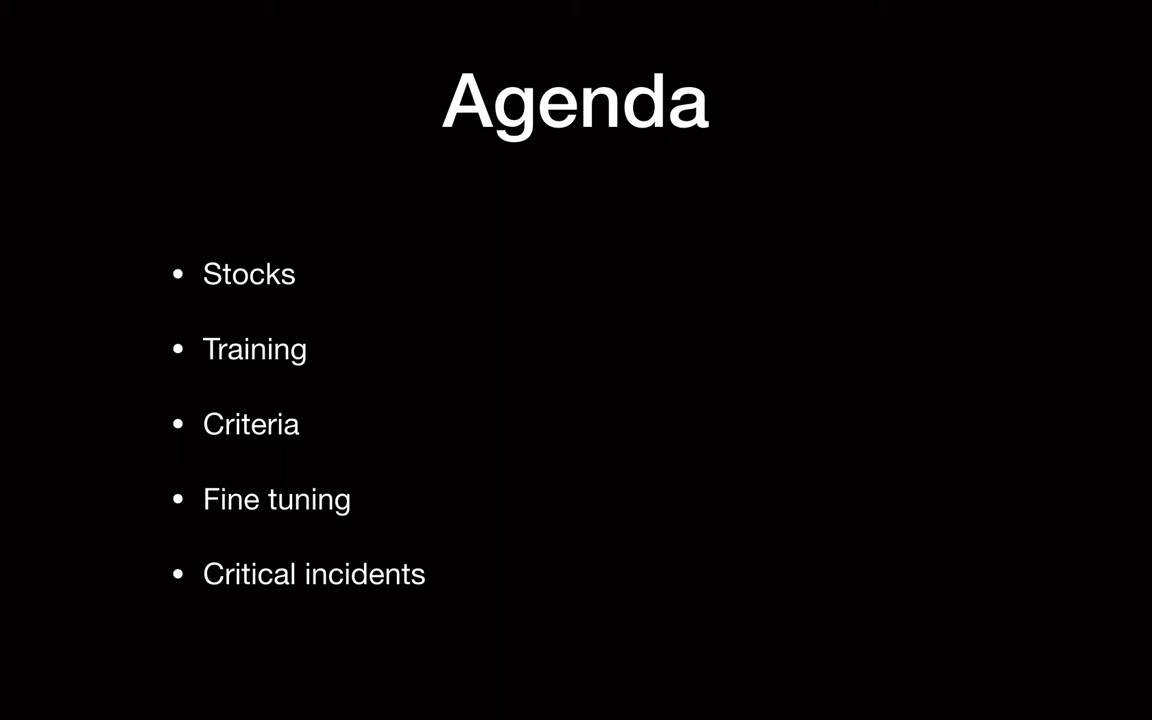 Agenda
• Stocks
• Training
• Criteria
• Fine tuning
• Critical incidents